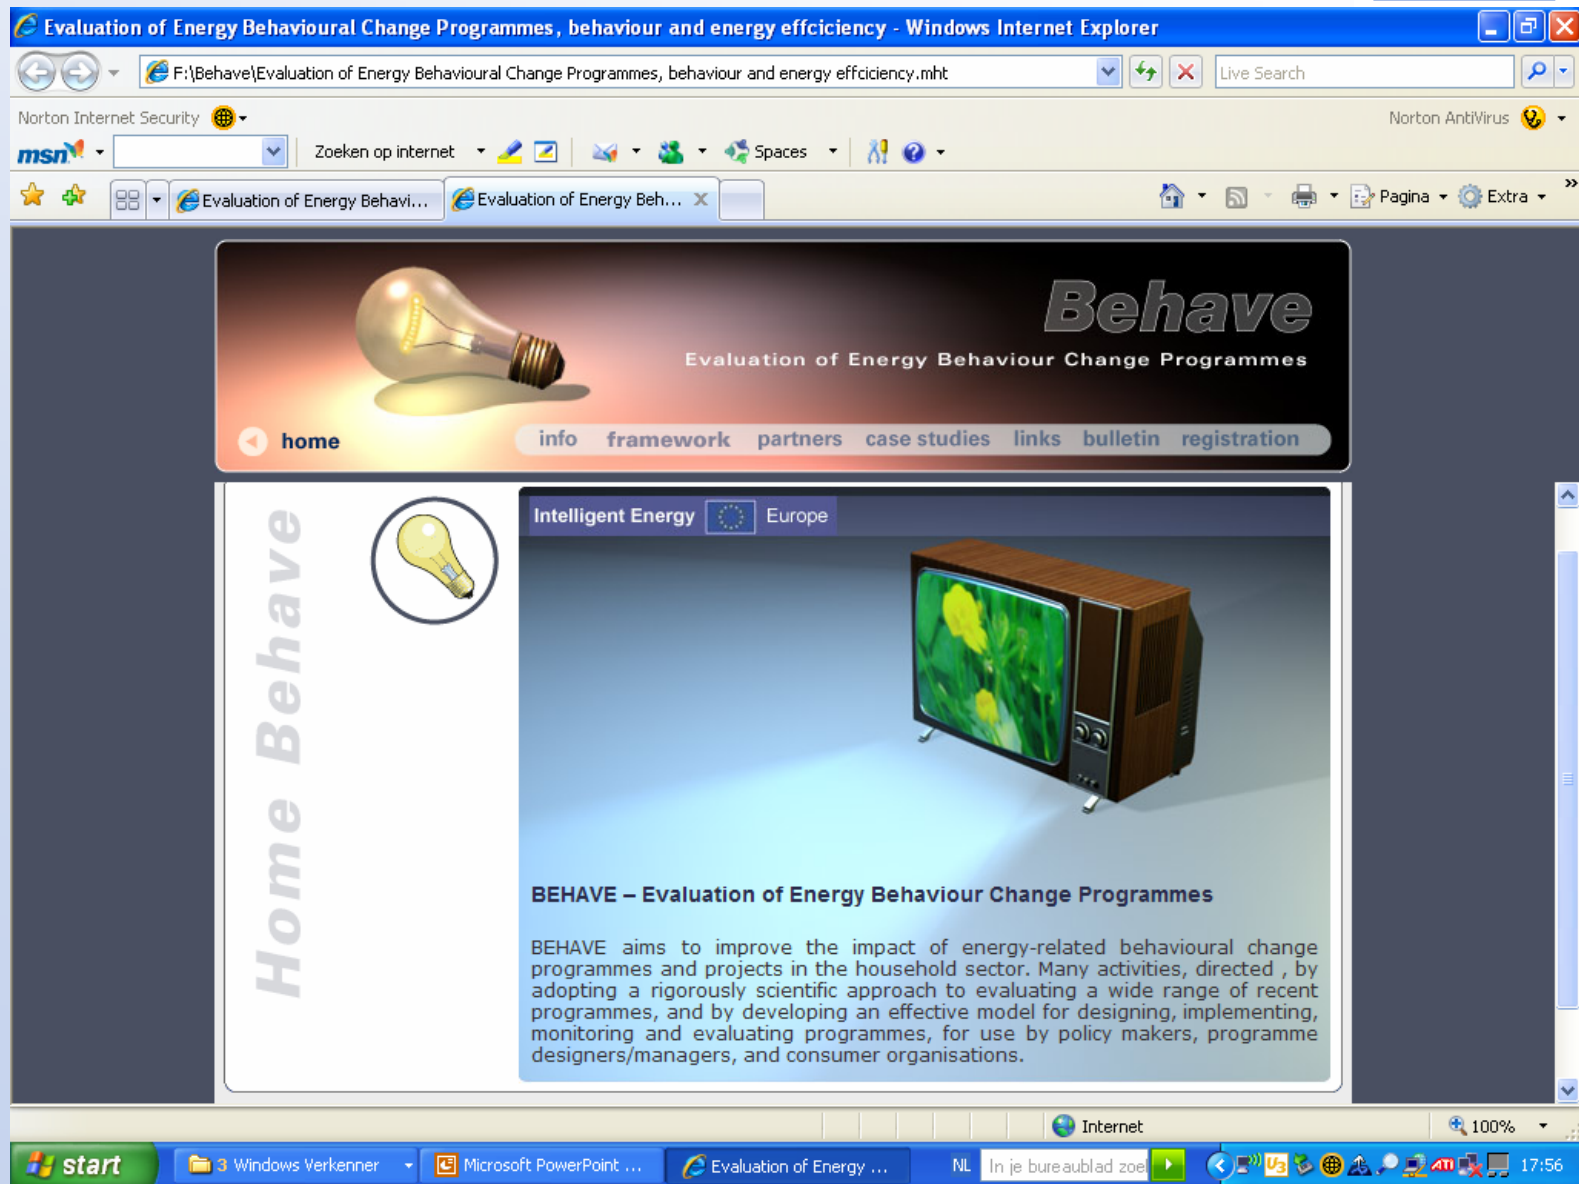 Evaluation of Energy Behavioural Change Programmes, behaviour and energy effciciency - Windows Internet Explorer
F:\Behave\Evaluation of Energy Behavioural Change Programmes, behaviour and energy effciciency.mht
Live Search
Norton Internet Security
Norton AntiVirus
msn
Zoeken op internet
Spaces
Evaluation of Energy Behavi...
Evaluation of Energy Beh... X
Pagina
Extra
Behave
Evaluation of Energy Behaviour Change Programmes
home
info framework partners case studies links bulletin registration
Home Behave
Intelligent Energy Europe
BEHAVE – Evaluation of Energy Behaviour Change Programmes
BEHAVE aims to improve the impact of energy-related behavioural change
programmes and projects in the household sector. Many activities, directed , by
adopting a rigorously scientific approach to evaluating a wide range of recent
programmes, and by developing an effective model for designing, implementing,
monitoring and evaluating programmes, for use by policy makers, programme
designers/managers, and consumer organisations.
Internet
100%
start
3 Windows Verkenner
Microsoft PowerPoint ...
Evaluation of Energy ...
NL
In je bureaublad zoel
U3
ATI
17:56